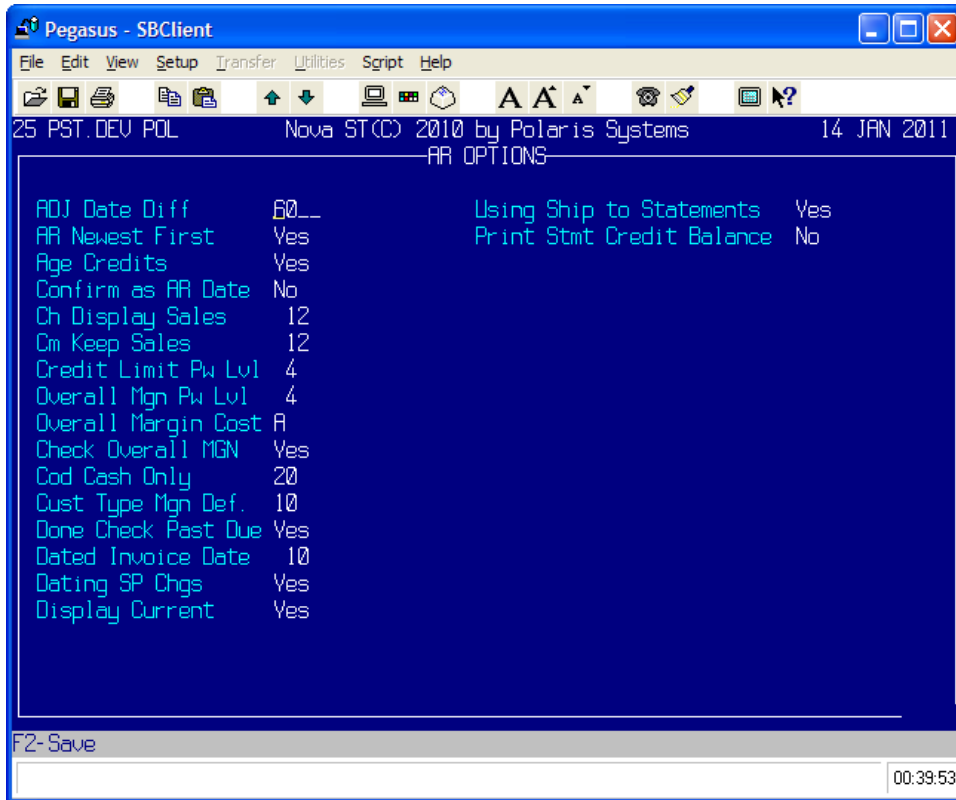 Pegasus - SBClient
File Edit View Setup Transfer Utilities Script Help
25 PST.DEV POL Nova ST(C) 2010 by Polaris Systems 14 JAN 2011
AR OPTIONS
ADJ Date Diff 60__ Using Ship to Statements Yes
AR Newest First Yes Print Stmt Credit Balance No
Age Credits Yes
Confirm as AR Date No
Ch Display Sales 12
Cm Keep Sales 12
Credit Limit Pw Lvl 4
Overall Mgn Pw Lvl 4
Overall Margin Cost A
Check Overall MGN Yes
Cod Cash Only 20
Cust Type Mgn Def. 10
Done Check Past Due Yes
Dated Invoice Date 10
Dating SP Chgs Yes
Display Current Yes
F2-Save
00:39:53